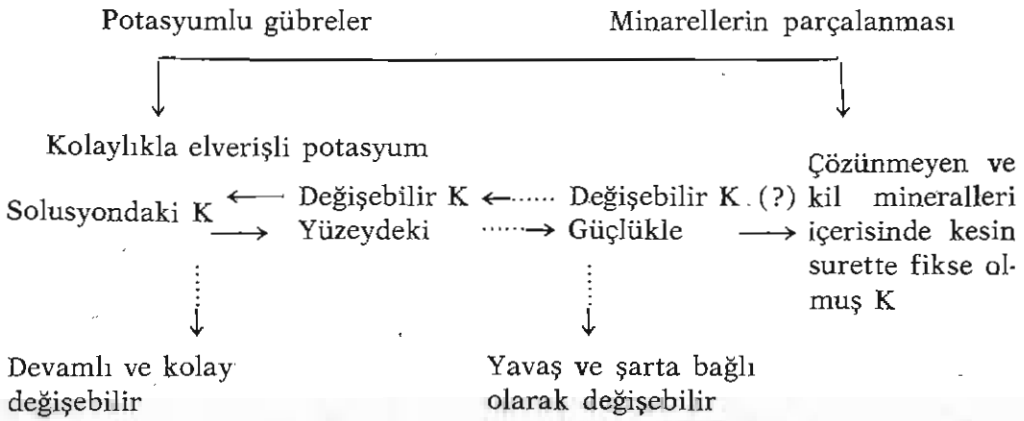 Potasyumlu gübreler Minarellerin parçalanması
Kolaylıkla elverişli potasyum
Solusyondaki K
Değişebilir K
Yüzeydeki
Değişebilir K (?)
Güçlükle
Çözünmeyen ve
kil mineralleri
içerisinde kesin
surette fikse ol-
muş K
Devamlı ve kolay
değişebilir
Yavaş ve şarta bağlı
olarak değişebilir